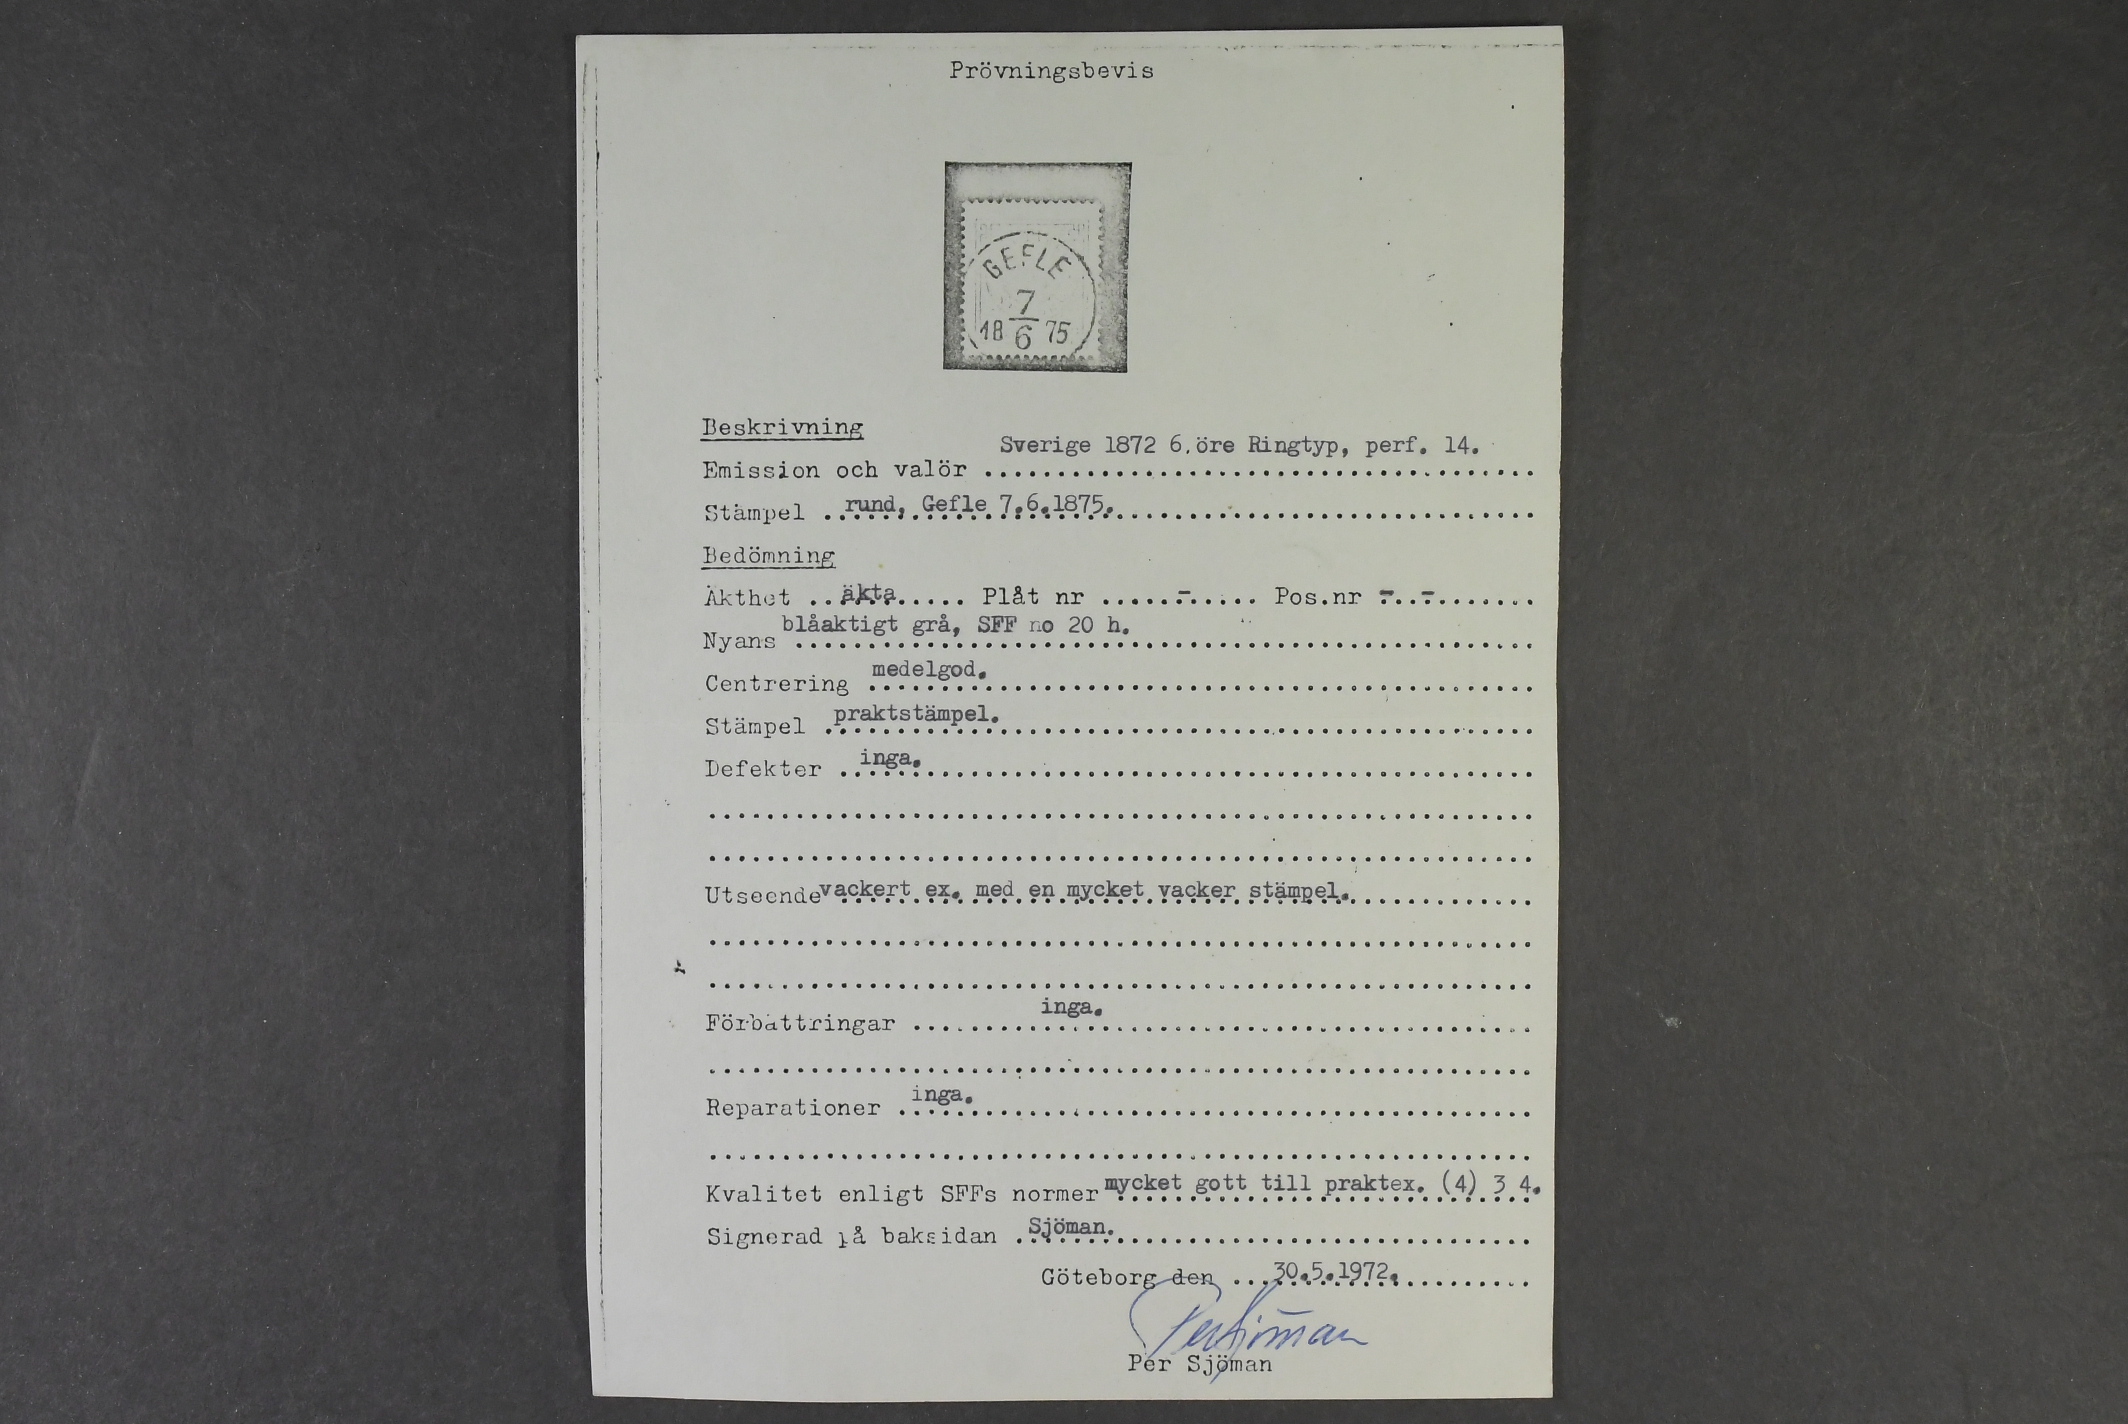 Prövningsbevis
GEFLE
7
18 6 75
Beskrivning
Sverige 1872 6.öre Ringtyp, perf. 14.
Emission och valör
Stämpel rund, Gefle 7.6.1875.
Bedömning
Äkthet äkta Plåt nr - Pos.nr - -
blåaktigt grå, SFF no 20 h.
Nyans
Centrering medelgod.
Stämpel praktstämpel.
Defekter inga.
Utseende vackert ex. med en mycket vacker stämpel.
Förbättringar inga.
Reparationer inga.
Kvalitet enligt SFFs normer mycket gott till praktex. (4) 3 4.
Signerad på baksidan Sjöman.
Göteborg den 30.5.1972.
Per Sjöman
Per Sjöman